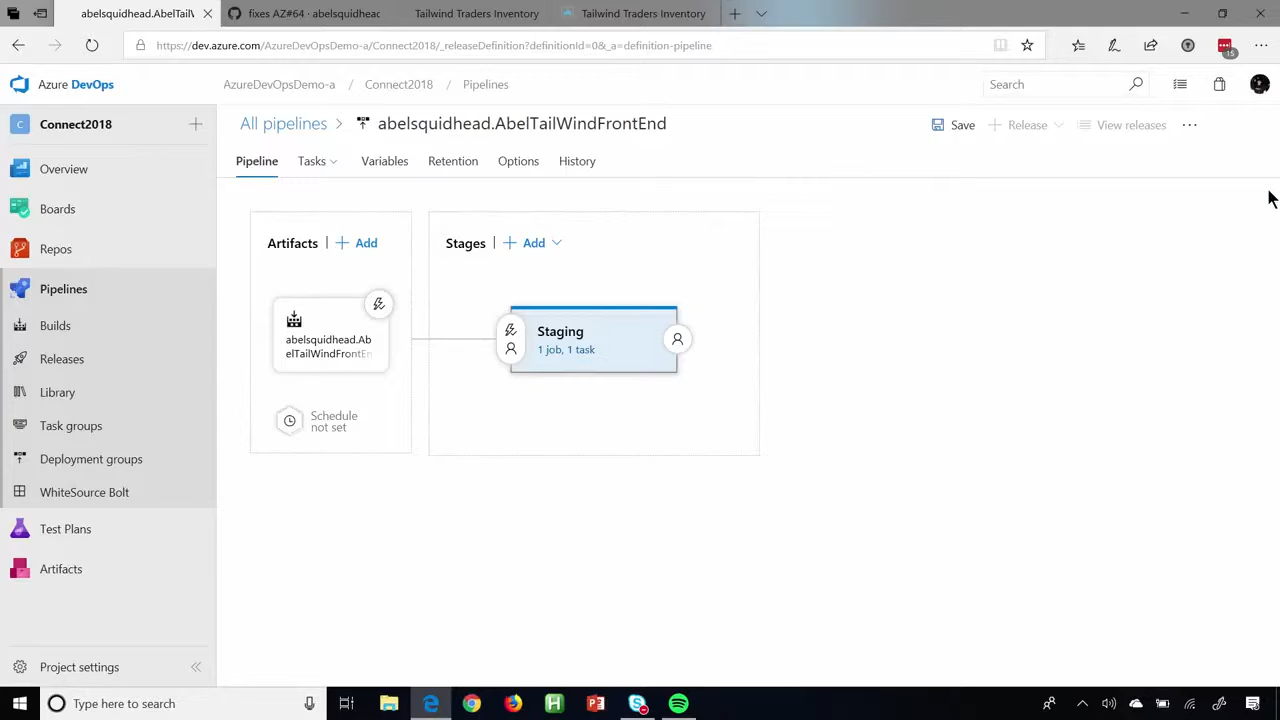 abelsquidhead.AbelTailW
fixes AZ#64 · abelsquidhead
Tailwind Traders Inventory
Tailwind Traders Inventory
https://dev.azure.com/AzureDevOpsDemo-a/Connect2018/_releaseDefinition?definitionId=0&_a=definition-pipeline
15
Azure DevOps
AzureDevOpsDemo-a / Connect2018 / Pipelines
Search
C
Connect2018
All pipelines > abelsquidhead.AbelTailWindFrontEnd
Save
Release
View releases
Pipeline
Tasks
Variables
Retention
Options
History
Overview
Boards
Repos
Pipelines
Builds
Releases
Library
Task groups
Deployment groups
WhiteSource Bolt
Test Plans
Artifacts
Project settings
Artifacts | + Add
abelsquidhead.Ab
elTailWindFrontEn
Schedule
not set
Stages | + Add
Staging
1 job, 1 task
Type here to search